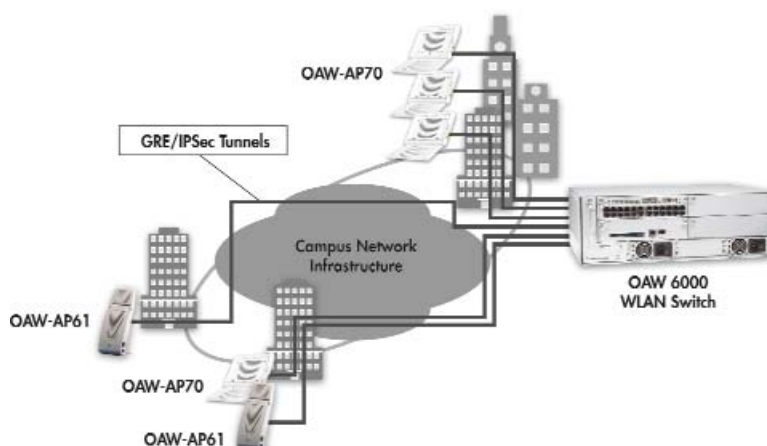 OAW-AP70
GRE/IPSec Tunnels
Campus Network
Infrastructure
OAW 6000
WLAN Switch
OAW-AP61
OAW-AP70
OAW-AP61